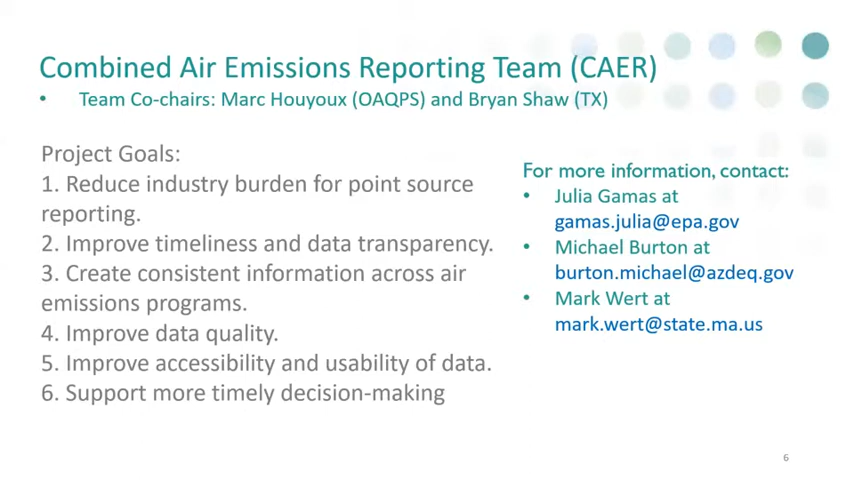 Combined Air Emissions Reporting Team (CAER)
• Team Co-chairs: Marc Houyoux (OAQPS) and Bryan Shaw (TX)
Project Goals:
1. Reduce industry burden for point source
reporting.
2. Improve timeliness and data transparency.
3. Create consistent information across air
emissions programs.
4. Improve data quality.
5. Improve accessibility and usability of data.
6. Support more timely decision-making
For more information, contact:
• Julia Gamas at
gamas.julia@epa.gov
• Michael Burton at
burton.michael@azdeq.gov
• Mark Wert at
mark.wert@state.ma.us
6